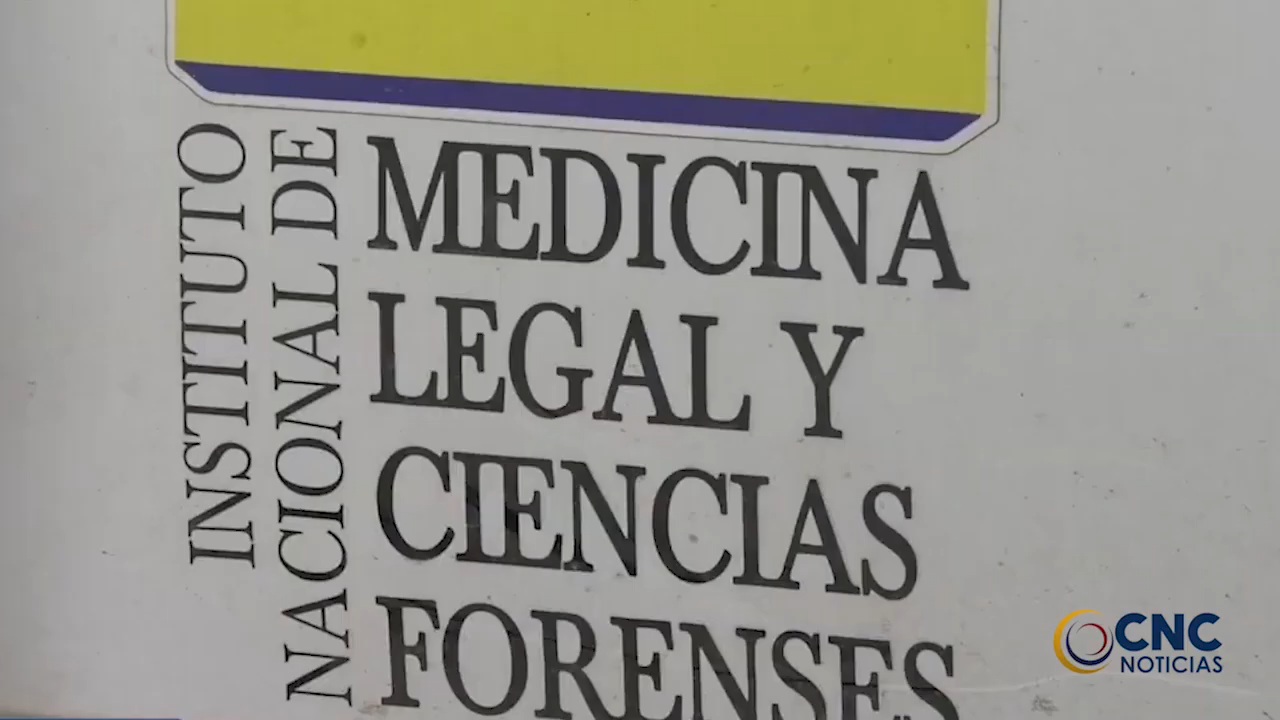 INSTITUTO
NACIONAL DE
MEDICINA
LEGAL Y
CIENCIAS
FORENSES
CNC
NOTICIAS